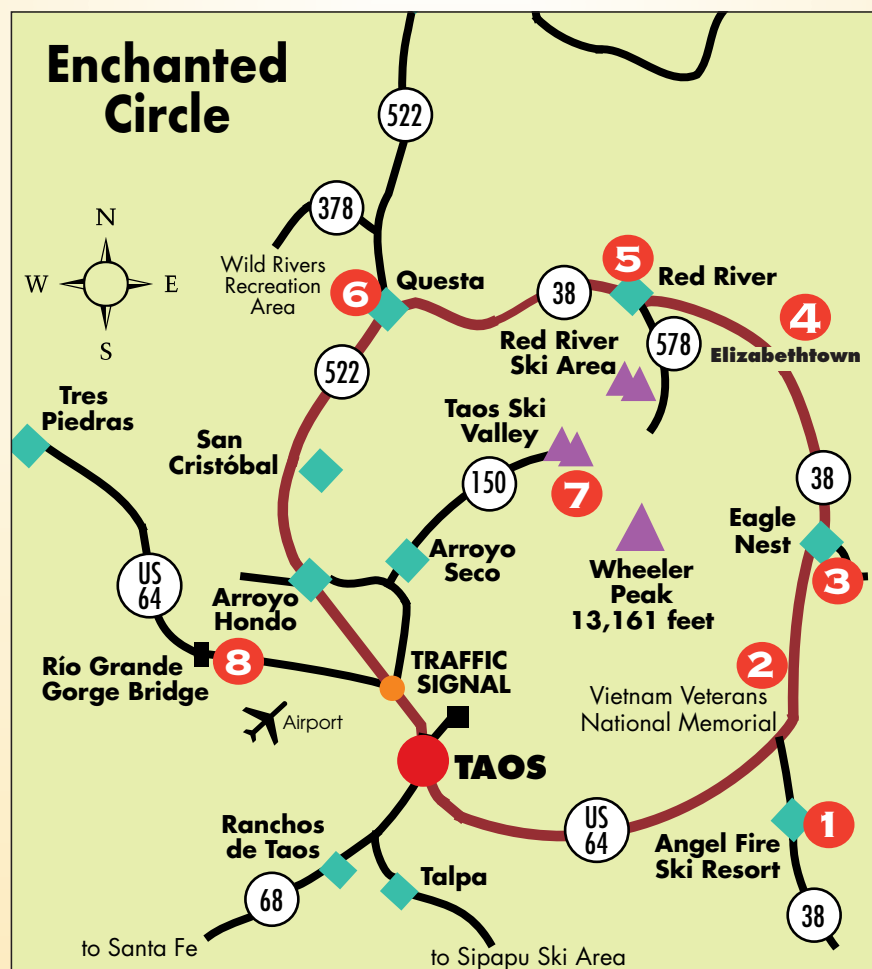 Enchanted
Circle
522
378
N
W E
S
Wild Rivers
Recreation
Area
6
Questa
5
Red River
38
4
Elizabethtown
Red River
Ski Area
578
522
Tres
Piedras
Taos Ski
Valley
San
Cristóbal
150
7
38
Eagle
Nest
3
Arroyo
Seco
Wheeler
Peak
13,161 feet
US
64
Arroyo
Hondo
Río Grande
Gorge Bridge
8
TRAFFIC
SIGNAL
2
Vietnam Veterans
National Memorial
Airport
TAOS
US
64
1
Angel Fire
Ski Resort
Ranchos
de Taos
Talpa
68
38
to Santa Fe
to Sipapu Ski Area